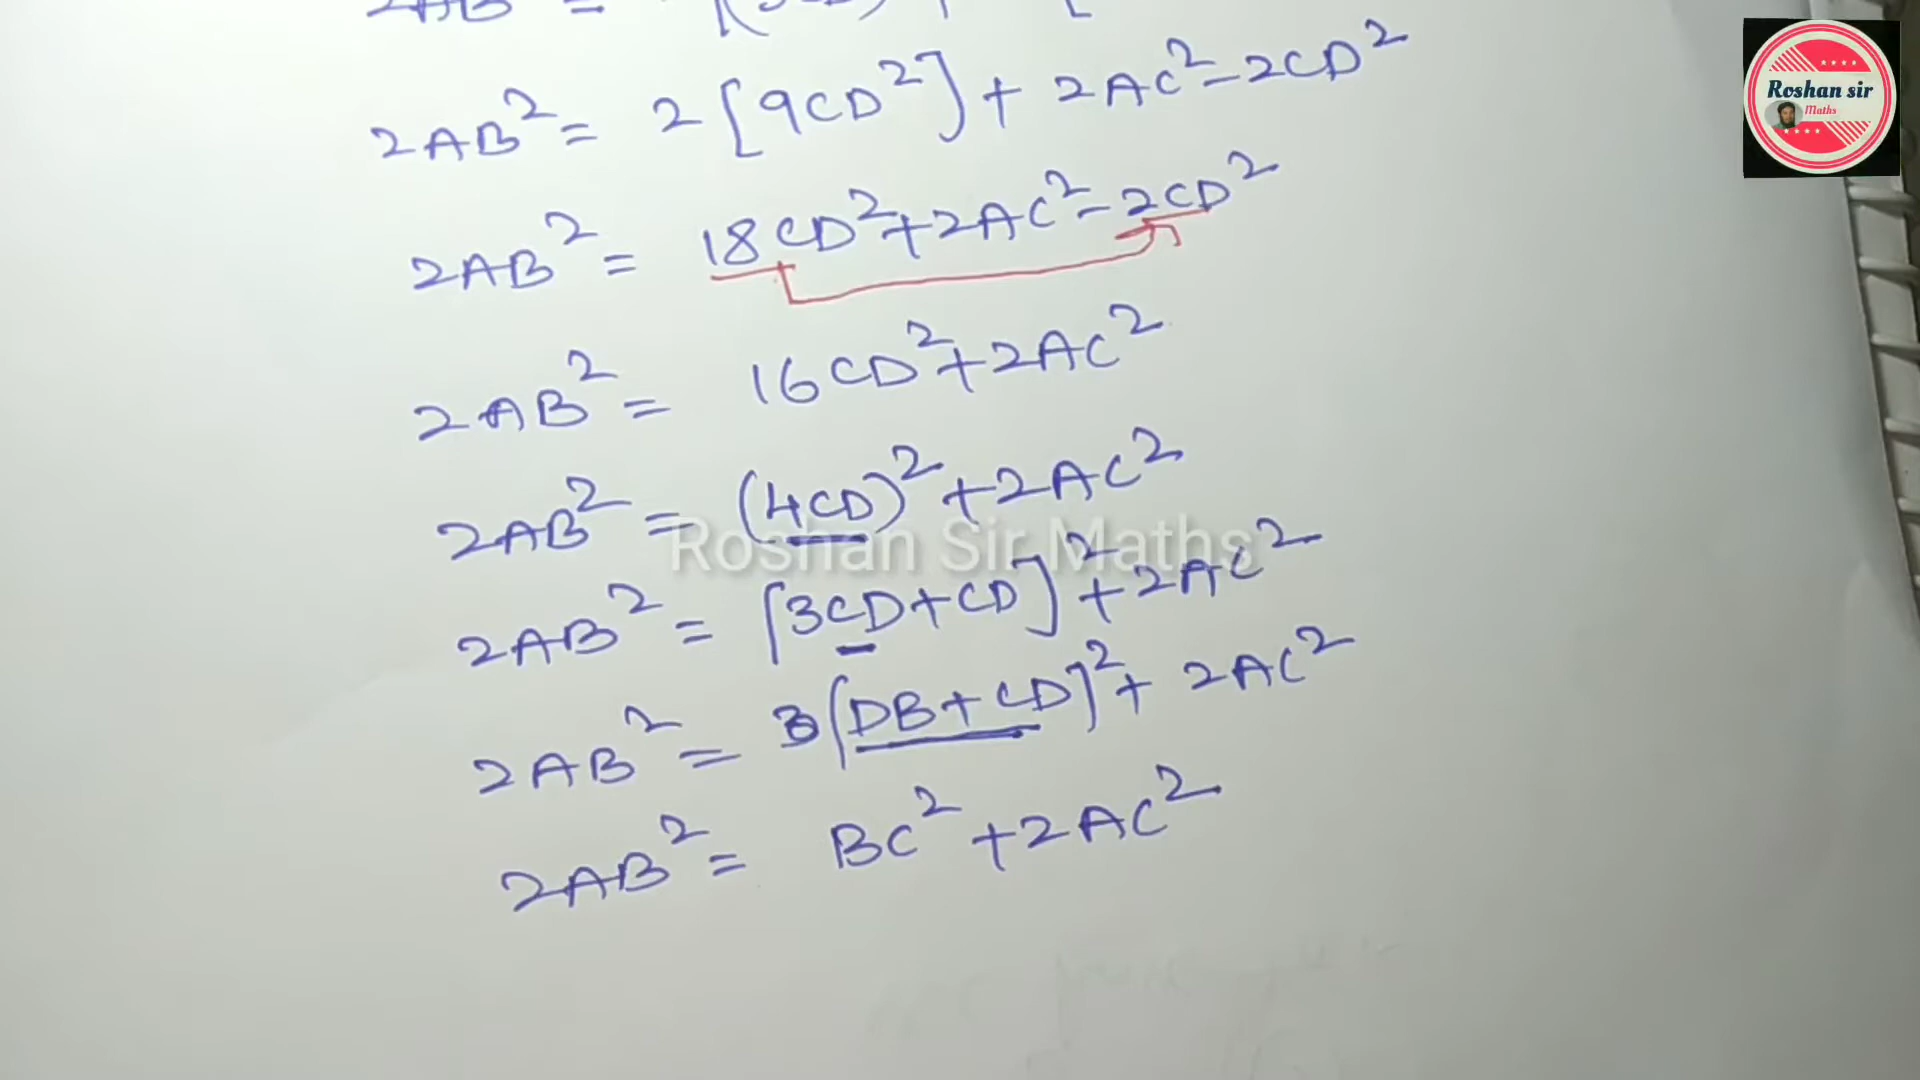 2AB² =
2AB² = 2[9CD²] + 2AC² - 2CD²
2AB² = 18CD² + 2AC² - 2CD²
2AB² = 16CD² + 2AC²
2AB² = (4CD)² + 2AC²
2AB² = [3CD + CD]² + 2AC²
2AB² = [DB + CD]² + 2AC²
2AB² = BC² + 2AC²
Roshan Sir Maths
Roshan sir
Maths